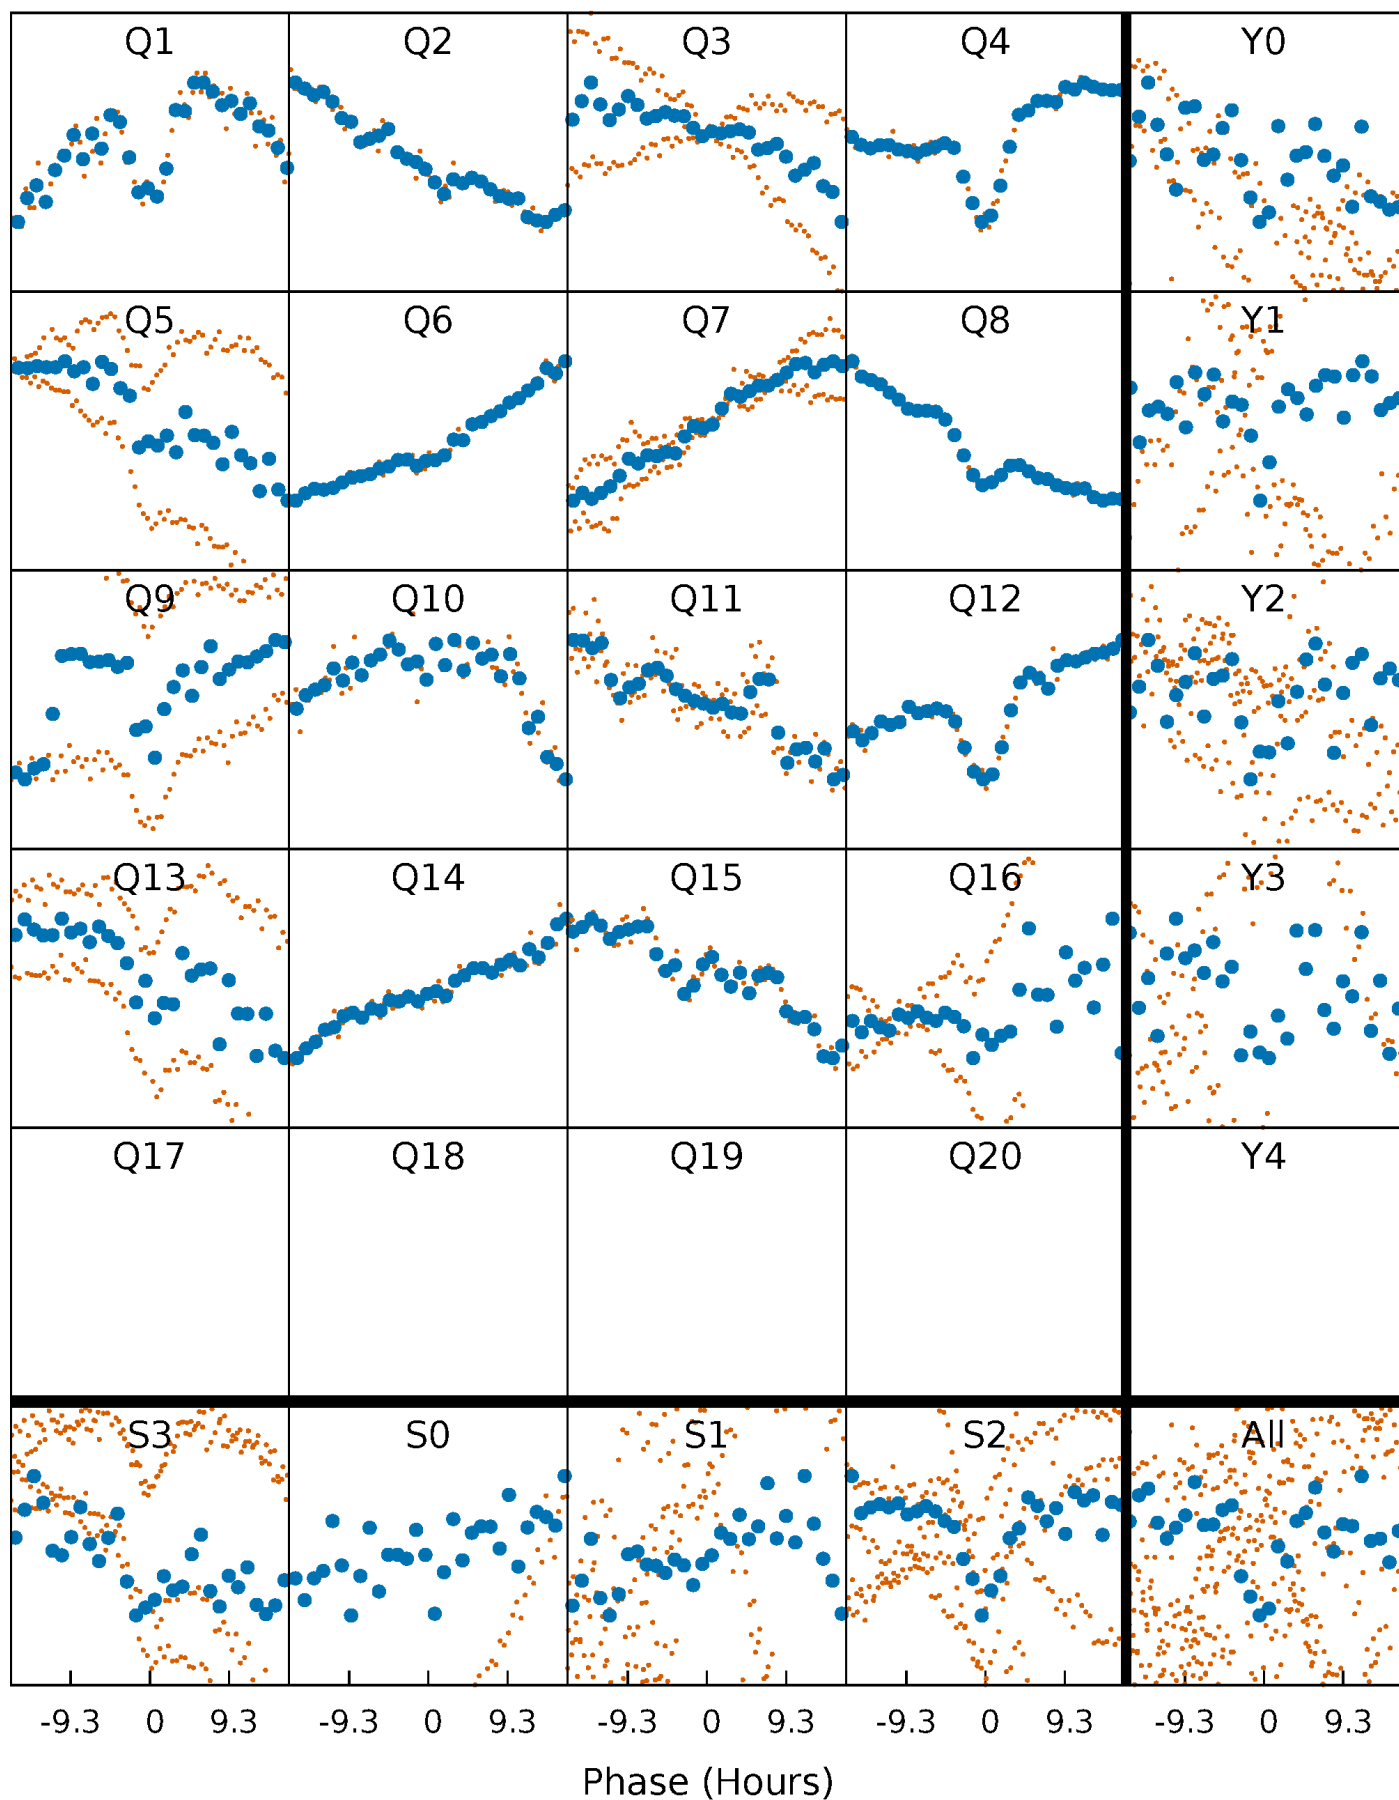 Q1 Q2 Q3 Q4 Y0
Q5 Q6 Q7 Q8 Y1
Q9 Q10 Q11 Q12 Y2
Q13 Q14 Q15 Q16 Y3
Q17 Q18 Q19 Q20 Y4
S3 S0 S1 S2 All
-9.3 0 9.3 -9.3 0 9.3 -9.3 0 9.3 -9.3 0 9.3 -9.3 0 9.3
Phase (Hours)